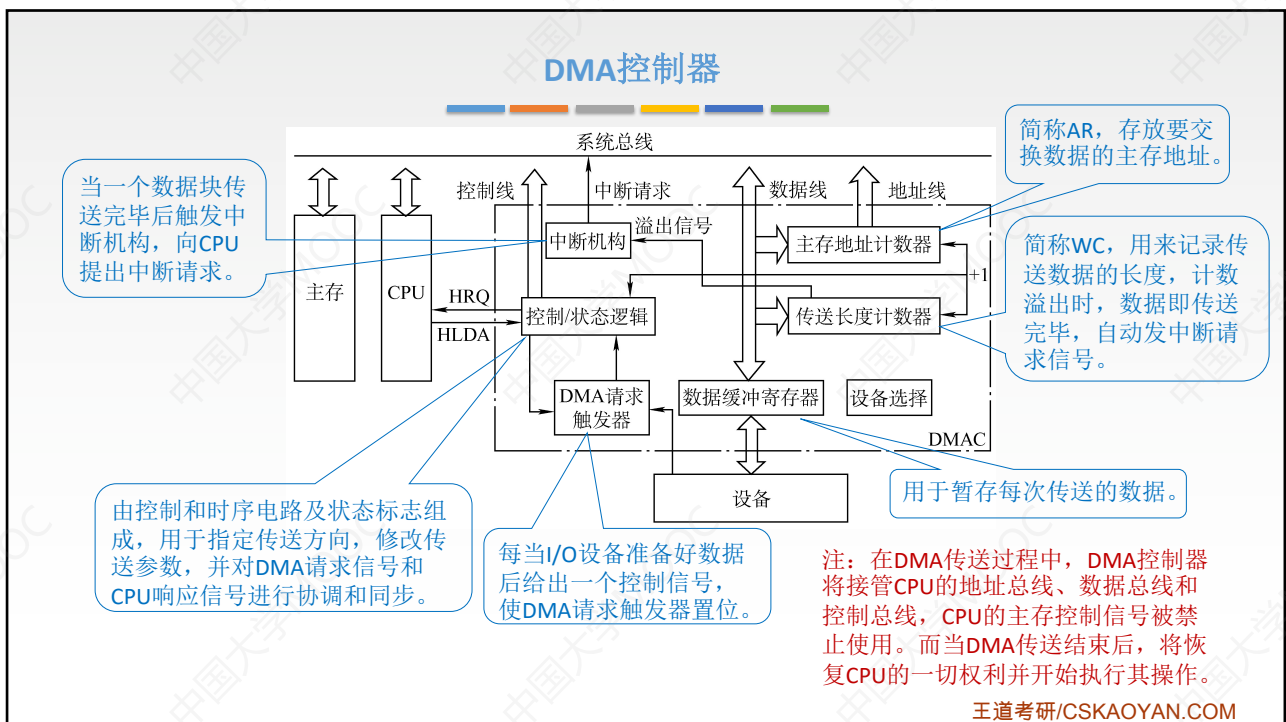 DMA控制器
简称AR，存放要交
换数据的主存地址。
当一个数据块传
送完毕后触发中
断机构，向CPU
提出中断请求。
简称WC，用来记录传
送数据的长度，计数
溢出时，数据即传送
完毕，自动发中断请
求信号。
系统总线
控制线
中断请求
数据线
地址线
溢出信号
中断机构
主存地址计数器
+1
主存
CPU
HRQ
HLDA
控制/状态逻辑
传送长度计数器
DMA请求
触发器
数据缓冲寄存器
设备选择
DMAC
设备
用于暂存每次传送的数据。
由控制和时序电路及状态标志组
成，用于指定传送方向，修改传
送参数，并对DMA请求信号和
CPU响应信号进行协调和同步。
每当I/O设备准备好数据
后给出一个控制信号，
使DMA请求触发器置位。
注：在DMA传送过程中，DMA控制器
将接管CPU的地址总线、数据总线和
控制总线，CPU的主存控制信号被禁
止使用。而当DMA传送结束后，将恢
复CPU的一切权利并开始执行其操作。
王道考研/CSKAOYAN.COM
中国大学MOOC